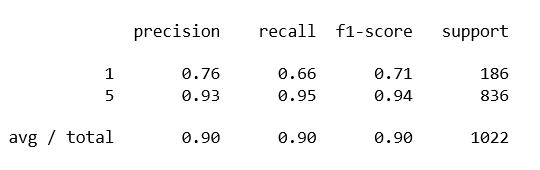 precision recall f1-score support
1 0.76 0.66 0.71 186
5 0.93 0.95 0.94 836
avg / total 0.90 0.90 0.90 1022